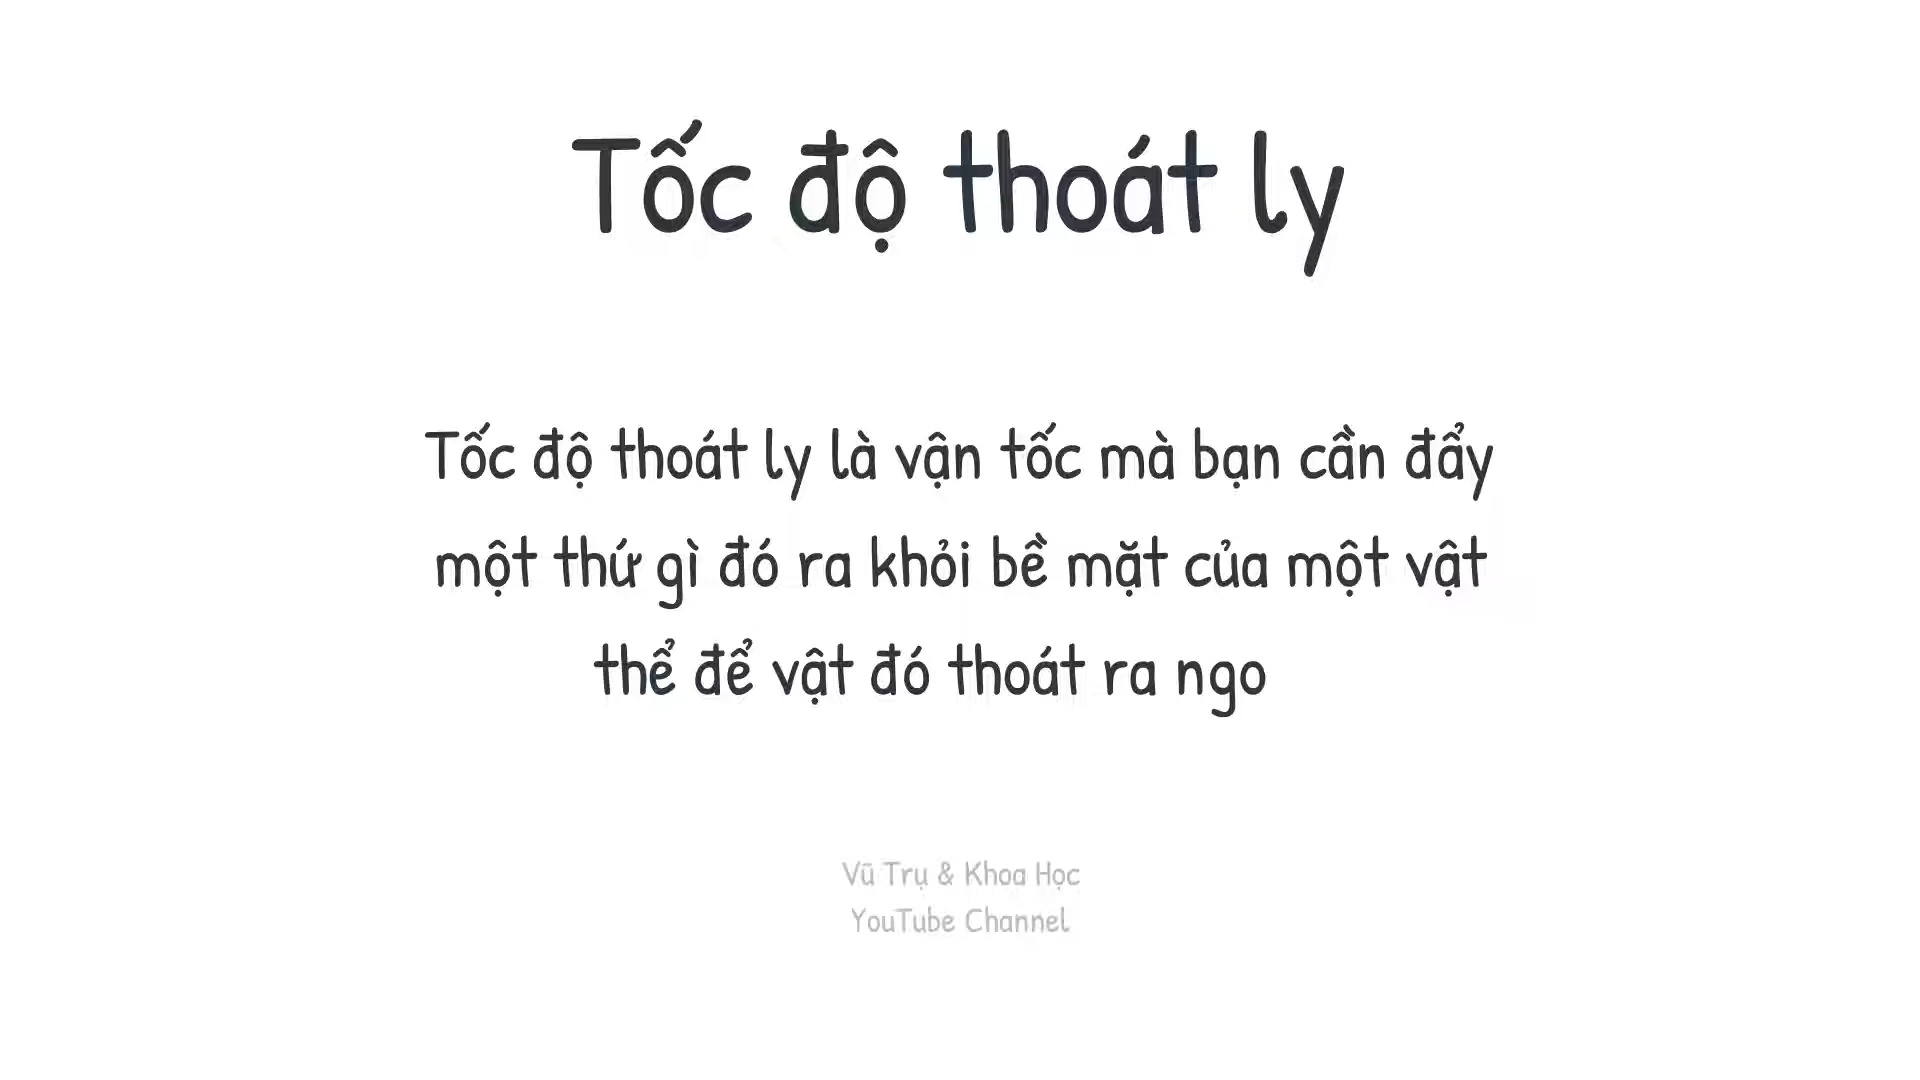 Tốc độ thoát ly
Tốc độ thoát ly là vận tốc mà bạn cần đẩy
một thứ gì đó ra khỏi bề mặt của một vật
thể để vật đó thoát ra ngo
Vũ Trụ & Khoa Học
YouTube Channel